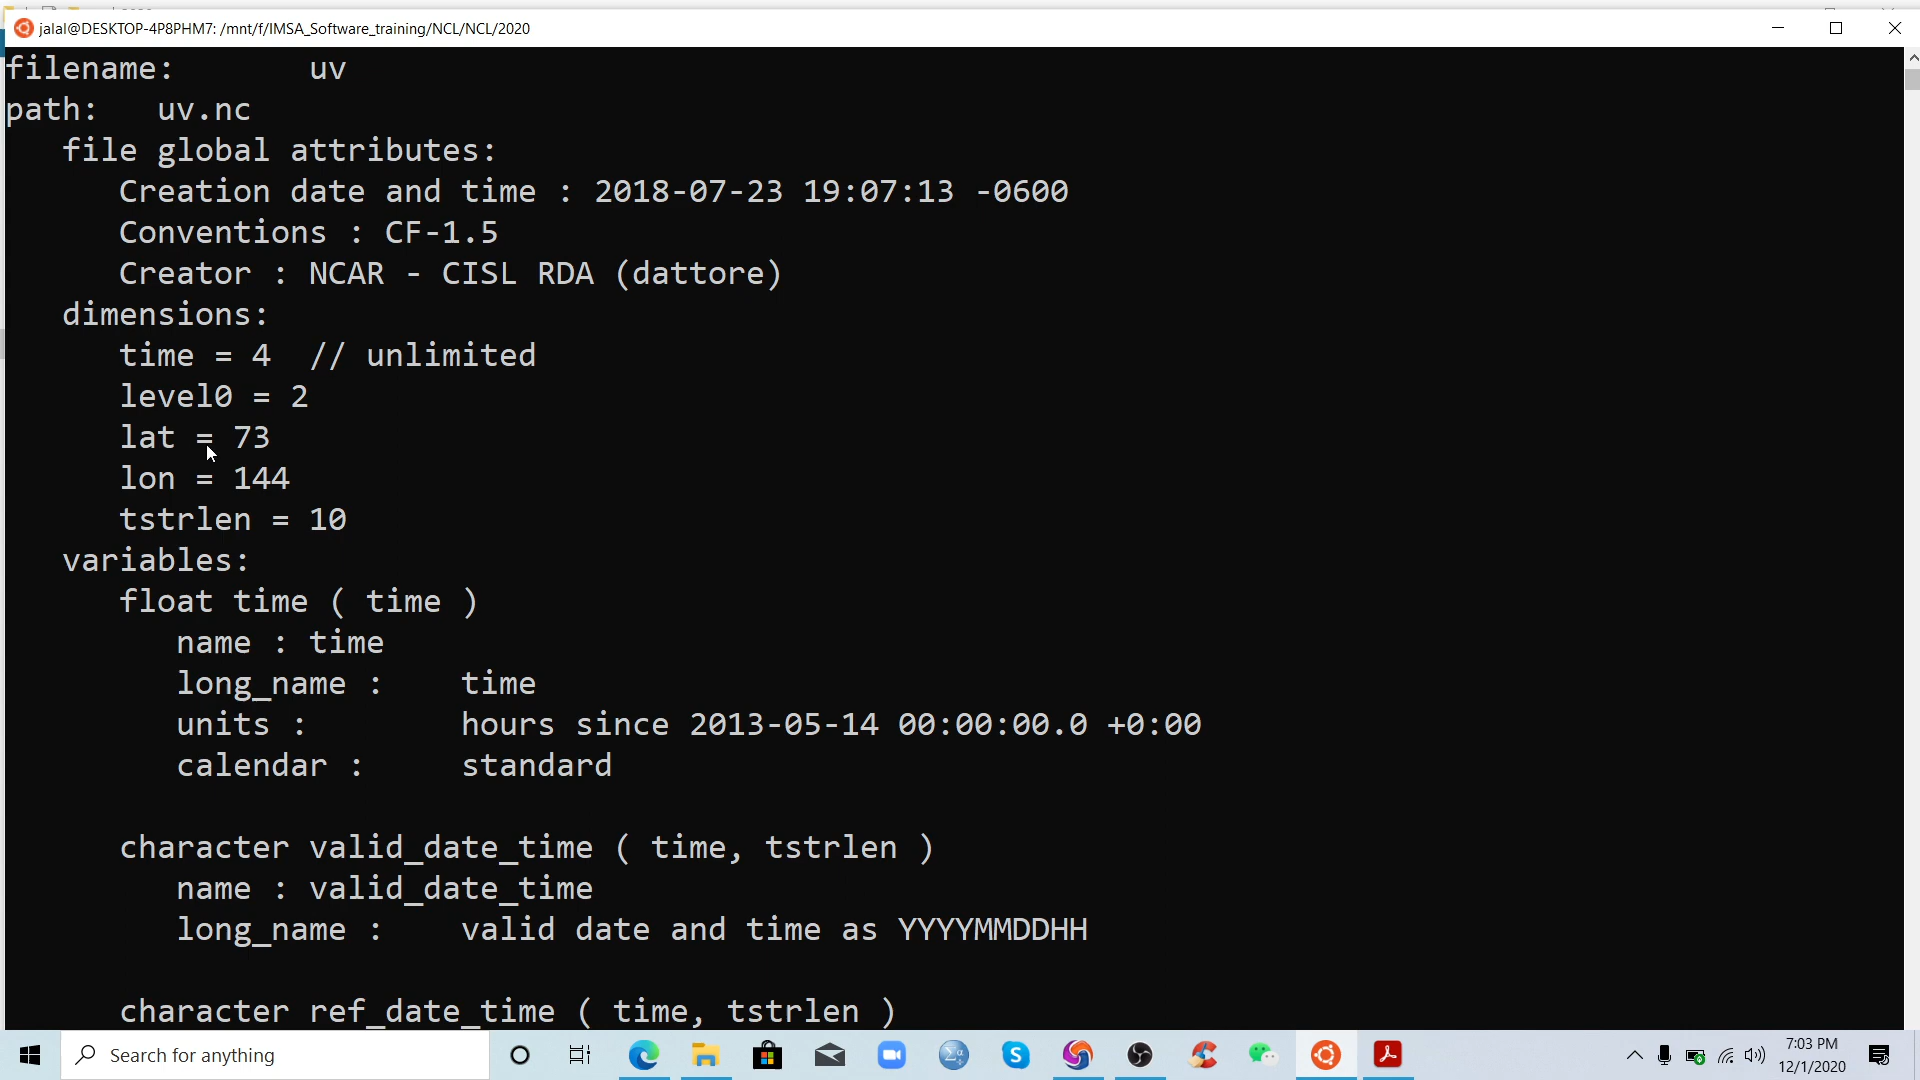 jalal@DESKTOP-4P8PHM7: /mnt/f/IMSA_Software_training/NCL/NCL/2020
filename: uv
path: uv.nc
file global attributes:
Creation date and time : 2018-07-23 19:07:13 -0600
Conventions : CF-1.5
Creator : NCAR - CISL RDA (dattore)
dimensions:
time = 4 // unlimited
level0 = 2
lat = 73
lon = 144
tstrlen = 10
variables:
float time ( time )
name : time
long_name : time
units : hours since 2013-05-14 00:00:00.0 +0:00
calendar : standard
character valid_date_time ( time, tstrlen )
name : valid_date_time
long_name : valid date and time as YYYYMMDDHH
character ref_date_time ( time, tstrlen )
Search for anything
7:03 PM
12/1/2020